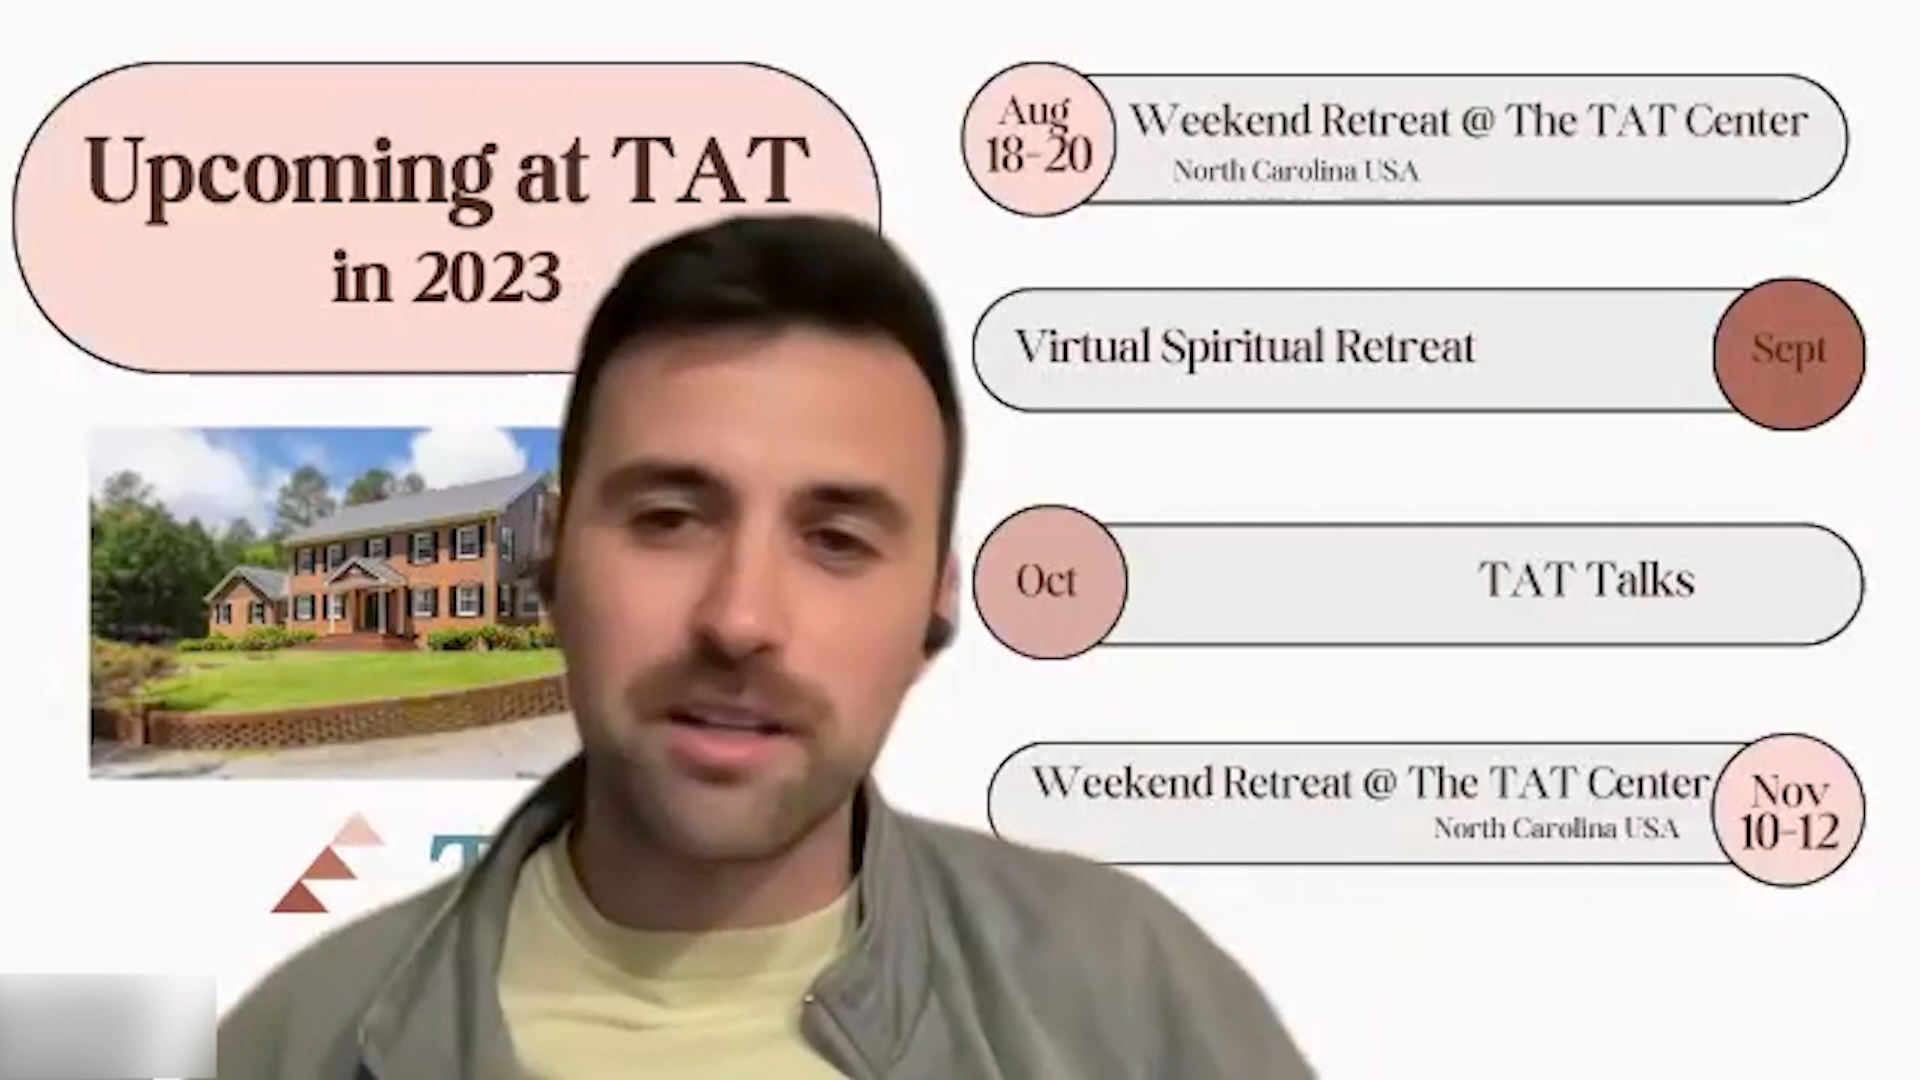 Upcoming at TAT
in 2023
Aug
18-20
Weekend Retreat @ The TAT Center
North Carolina USA
Virtual Spiritual Retreat
Sept
Oct
TAT Talks
Weekend Retreat @ The TAT Center
North Carolina USA
Nov
10-12